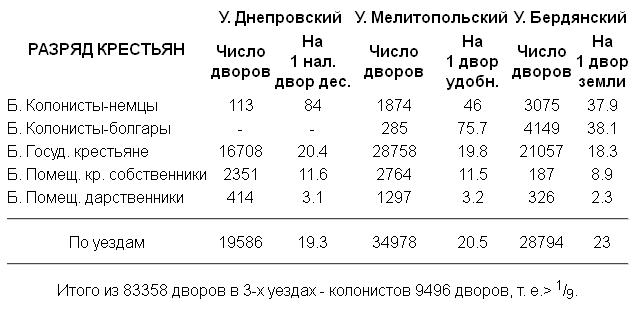 У. Днепровский У. Мелитопольский У. Бердянский
РАЗРЯД КРЕСТЬЯН Число дворов На 1 нал. двор дес. Число дворов На 1 двор удобн. Число дворов На 1 двор земли
Б. Колонисты-немцы 113 84 1874 46 3075 37.9
Б. Колонисты-болгары - - 285 75.7 4149 38.1
Б. Госуд. крестьяне 16708 20.4 28758 19.8 21057 18.3
Б. Помещ. кр. собственники 2351 11.6 2764 11.5 187 8.9
Б. Помещ. дарственники 414 3.1 1297 3.2 326 2.3
По уездам 19586 19.3 34978 20.5 28794 23
Итого из 83358 дворов в 3-х уездах - колонистов 9496 дворов, т. е.> 1/9.